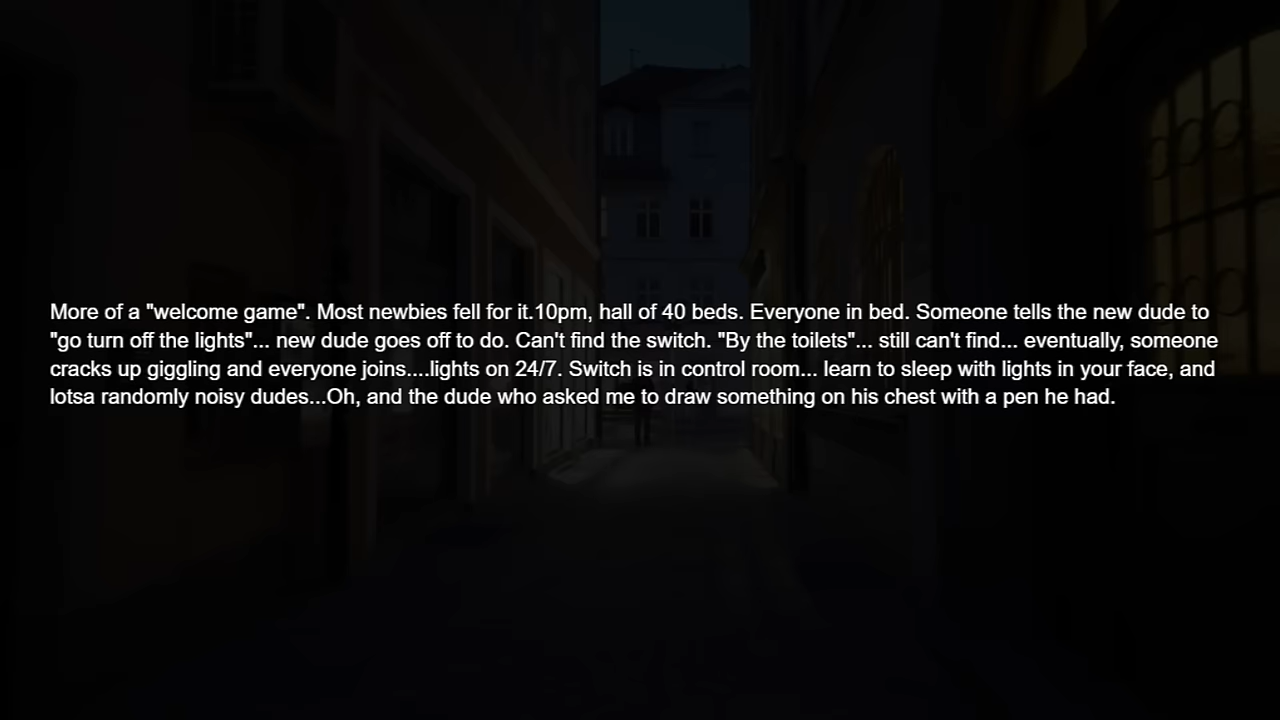 More of a "welcome game". Most newbies fell for it.10pm, hall of 40 beds. Everyone in bed. Someone tells the new dude to
"go turn off the lights"... new dude goes off to do. Can't find the switch. "By the toilets"... still can't find... eventually, someone
cracks up giggling and everyone joins....lights on 24/7. Switch is in control room... learn to sleep with lights in your face, and
lotsa randomly noisy dudes...Oh, and the dude who asked me to draw something on his chest with a pen he had.